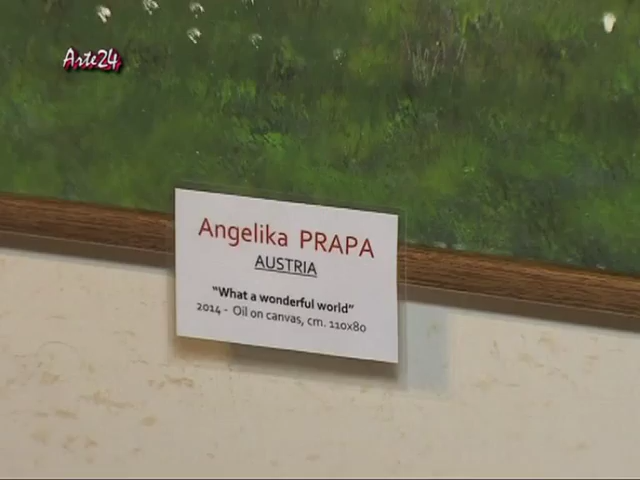 Arte24
Angelika PRAPA
AUSTRIA
"What a wonderful world"
2014 - Oil on canvas, cm. 110x80